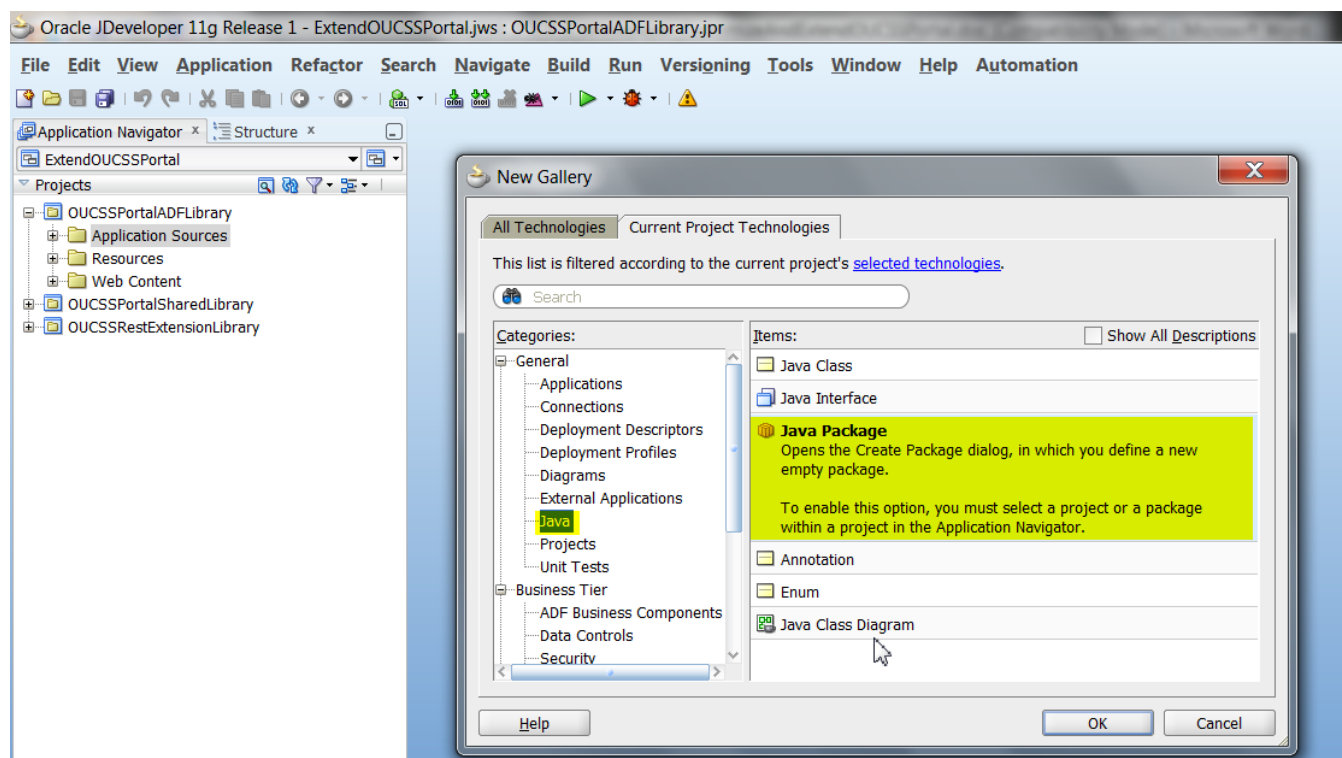 Oracle JDeveloper 11g Release 1 - ExtendOUCSSPortal.jws : OUCSSPortalADFLibrary.jpr
File Edit View Application Refactor Search Navigate Build Run Versioning Tools Window Help Automation
Application Navigator x Structure x
ExtendOUCSSPortal
Projects
OUCSSPortalADFLibrary
Application Sources
Resources
Web Content
OUCSSPortalSharedLibrary
OUCSSRestExtensionLibrary
New Gallery
X
All Technologies Current Project Technologies
This list is filtered according to the current project's selected technologies.
Search
Categories:
General
Applications
Connections
Deployment Descriptors
Deployment Profiles
Diagrams
External Applications
Java
Projects
Unit Tests
Business Tier
ADF Business Components
Data Controls
Security
Items: Show All Descriptions
Java Class
Java Interface
Java Package
Opens the Create Package dialog, in which you define a new
empty package.
To enable this option, you must select a project or a package
within a project in the Application Navigator.
Annotation
Enum
Java Class Diagram
Help OK Cancel